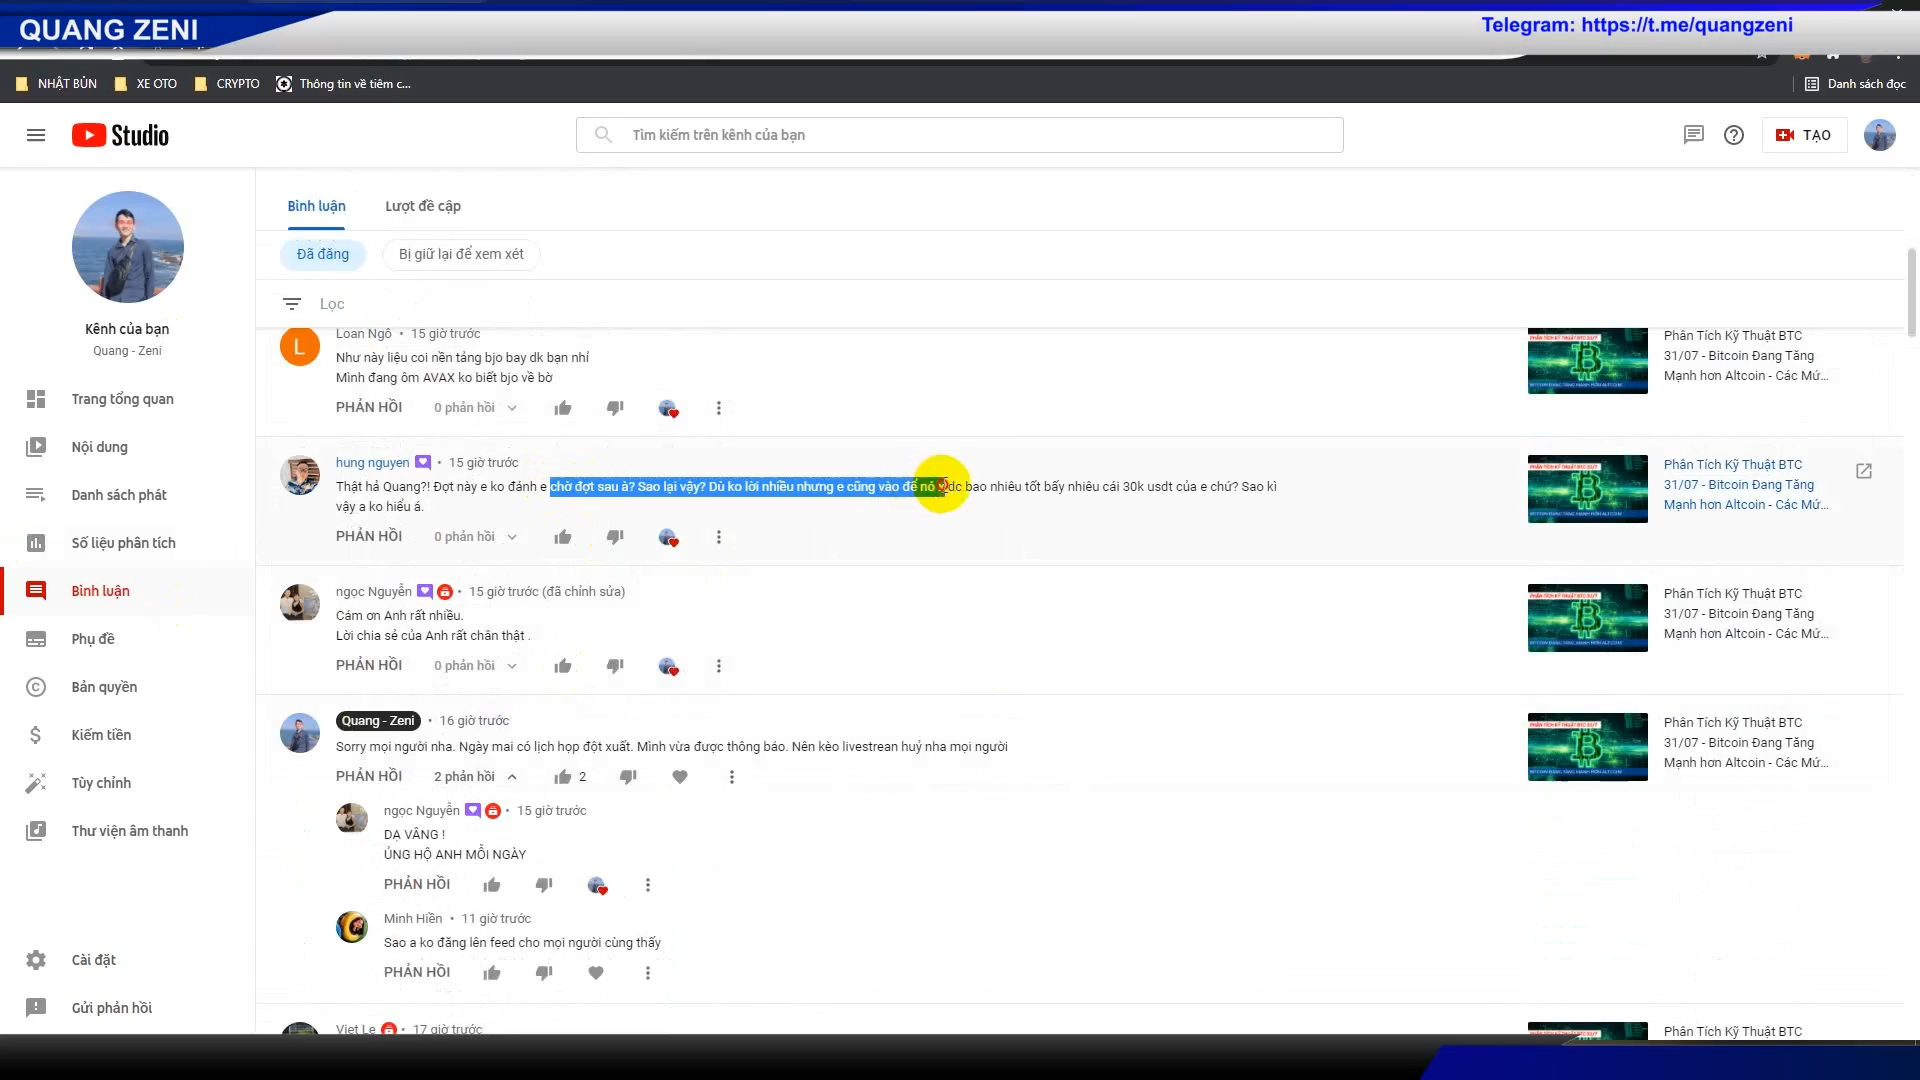 QUANG ZENI
Telegram: https://t.me/quangzeni
NHẬT BỦN
XE OTO
CRYPTO
Thông tin về tiêm c...
Danh sách đọc
Studio
Tìm kiếm trên kênh của bạn
TẠO
Kênh của bạn
Quang - Zeni
Trang tổng quan
Nội dung
Danh sách phát
Số liệu phân tích
Bình luận
Phụ đề
Bản quyền
Kiếm tiền
Tùy chỉnh
Thư viện âm thanh
Cài đặt
Gửi phản hồi
Bình luận
Lượt đề cập
Đã đăng
Bị giữ lại để xem xét
Lọc
Loan Ngô • 15 giờ trước
Như này liệu coi nền tảng bjo bay dk bạn nhỉ
Mình đang ôm AVAX ko biết bjo về bờ
PHẢN HỒI
0 phản hồi
Phân Tích Kỹ Thuật BTC
31/07 - Bitcoin Đang Tăng
Mạnh hơn Altcoin - Các Mứ...
hung nguyen • 15 giờ trước
Thật hả Quang?! Đợt này e ko đánh e chờ đợt sau à? Sao lại vậy? Dù ko lời nhiều nhưng e cũng vào để nó dc bao nhiêu tốt bấy nhiêu cái 30k usdt của e chứ? Sao kì
vậy a ko hiểu á.
PHẢN HỒI
0 phản hồi
Phân Tích Kỹ Thuật BTC
31/07 - Bitcoin Đang Tăng
Mạnh hơn Altcoin - Các Mứ...
ngọc Nguyễn • 15 giờ trước (đã chỉnh sửa)
Cám ơn Anh rất nhiều.
Lời chia sẻ của Anh rất chân thật .
PHẢN HỒI
0 phản hồi
Phân Tích Kỹ Thuật BTC
31/07 - Bitcoin Đang Tăng
Mạnh hơn Altcoin - Các Mứ...
Quang - Zeni • 16 giờ trước
Sorry mọi người nha. Ngày mai có lịch họp đột xuất. Mình vừa được thông báo. Nên kèo livestrean huỷ nha mọi người
PHẢN HỒI
2 phản hồi
2
Phân Tích Kỹ Thuật BTC
31/07 - Bitcoin Đang Tăng
Mạnh hơn Altcoin - Các Mứ...
ngọc Nguyễn • 15 giờ trước
DẠ VÂNG !
ỦNG HỘ ANH MỖI NGÀY
PHẢN HỒI
Minh Hiền • 11 giờ trước
Sao a ko đăng lên feed cho mọi người cùng thấy
PHẢN HỒI
Viet Le • 17 giờ trước
Phân Tích Kỹ Thuật BTC